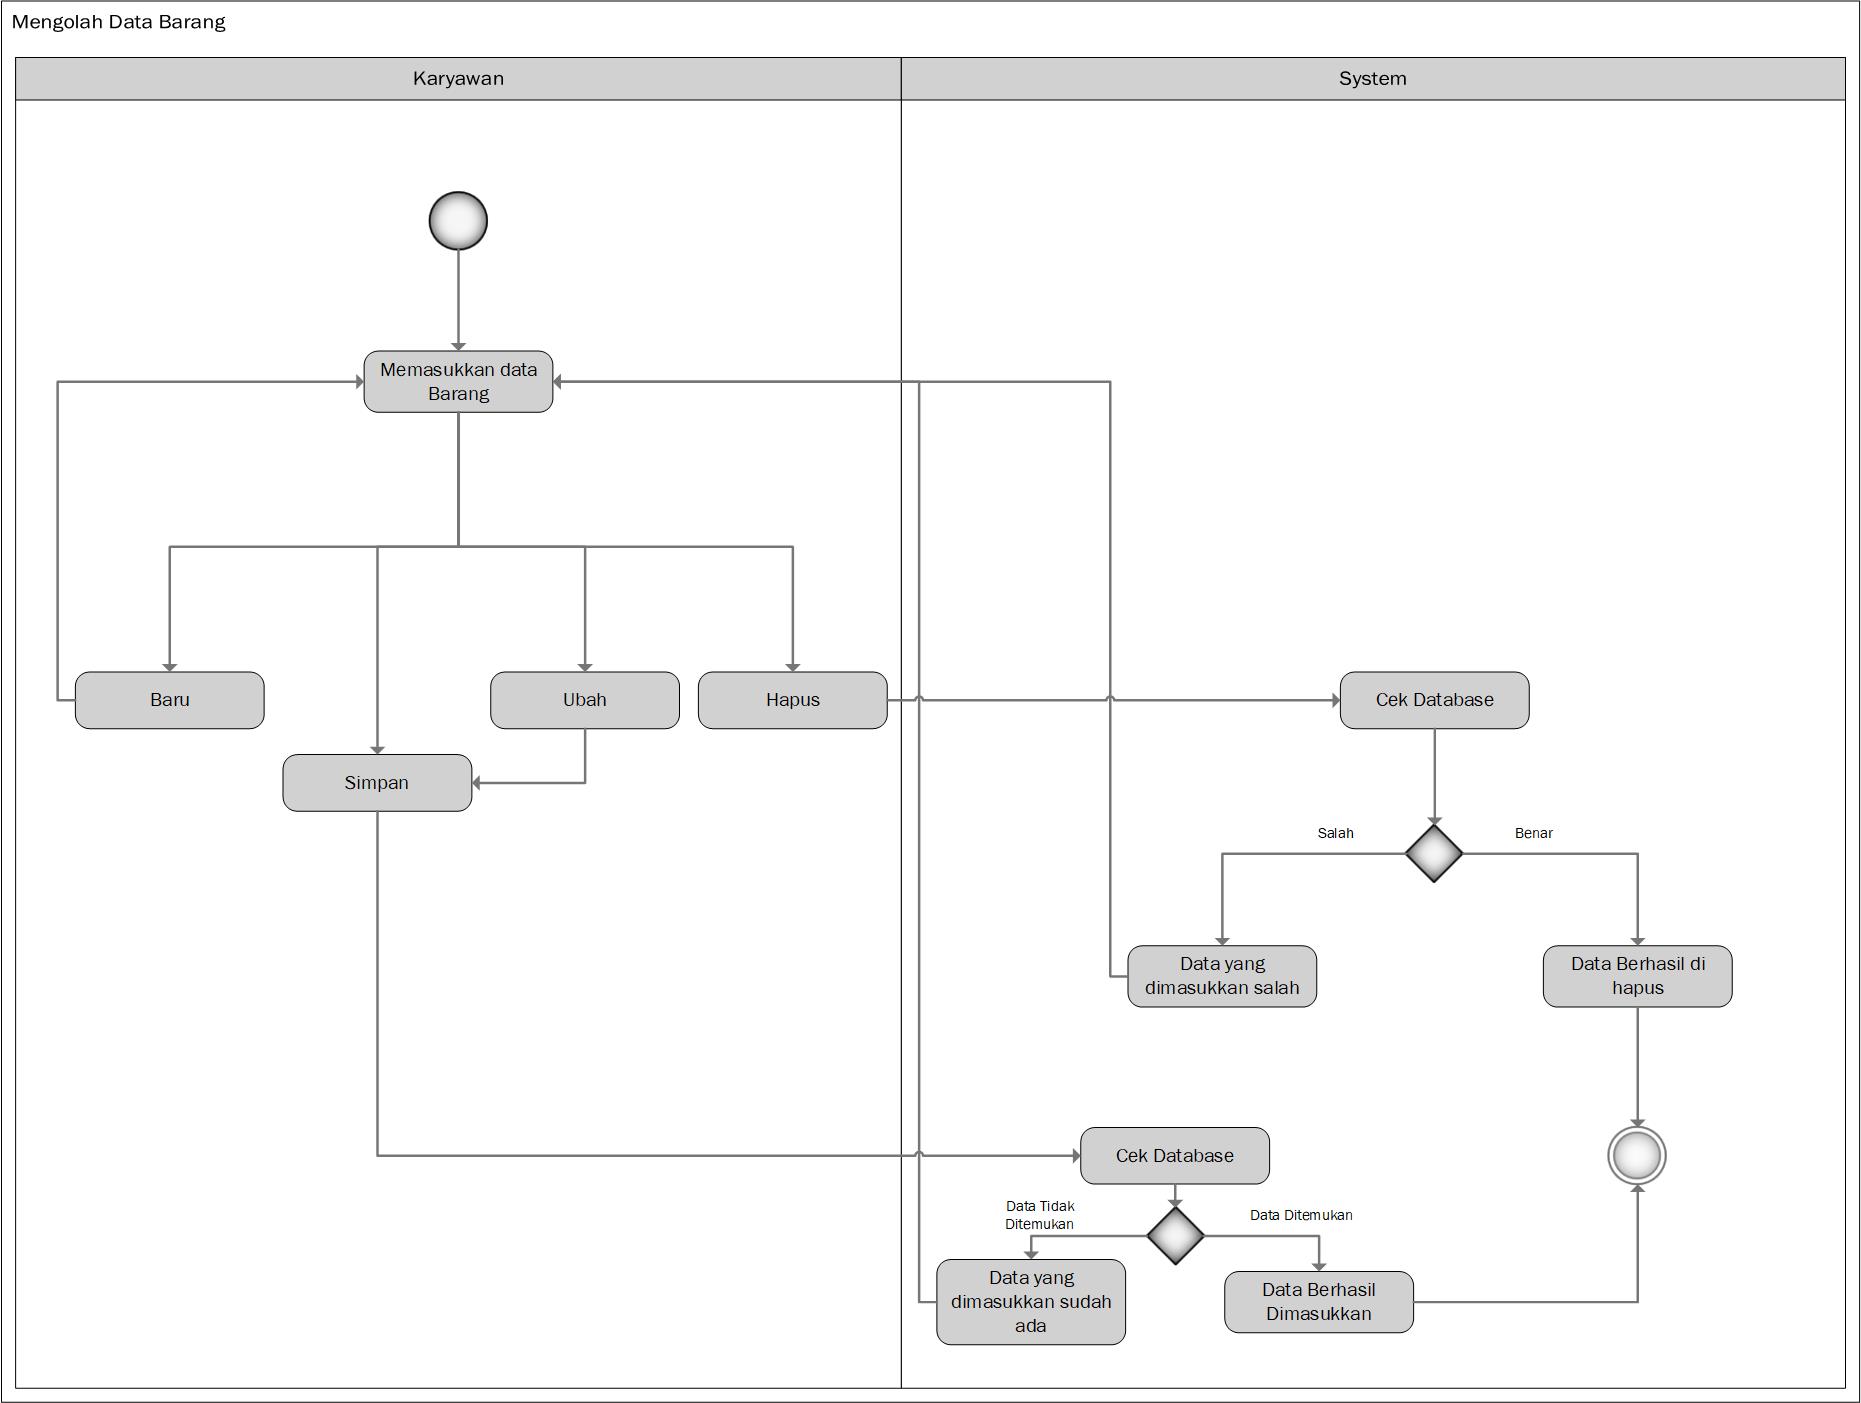 Mengolah Data Barang
Karyawan
System
Memasukkan data
Barang
Baru
Ubah
Hapus
Cek Database
Simpan
Salah
Benar
Data yang
dimasukkan salah
Data Berhasil di
hapus
Cek Database
Data Tidak
Ditemukan
Data Ditemukan
Data yang
dimasukkan sudah
ada
Data Berhasil
Dimasukkan